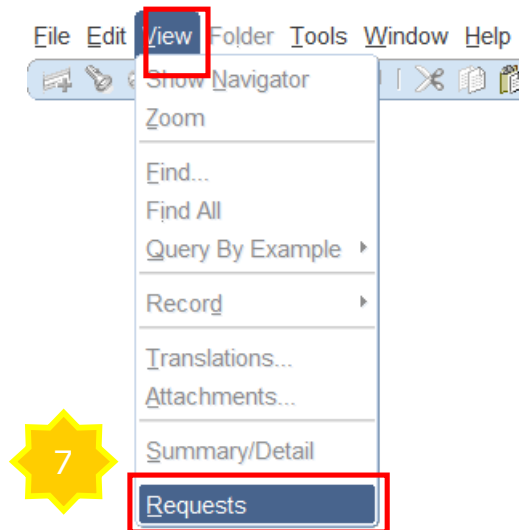 File Edit View Folder Tools Window Help
Show Navigator
Zoom
Find...
Find All
Query By Example
Record
Translations...
Attachments...
Summary/Detail
7
Requests